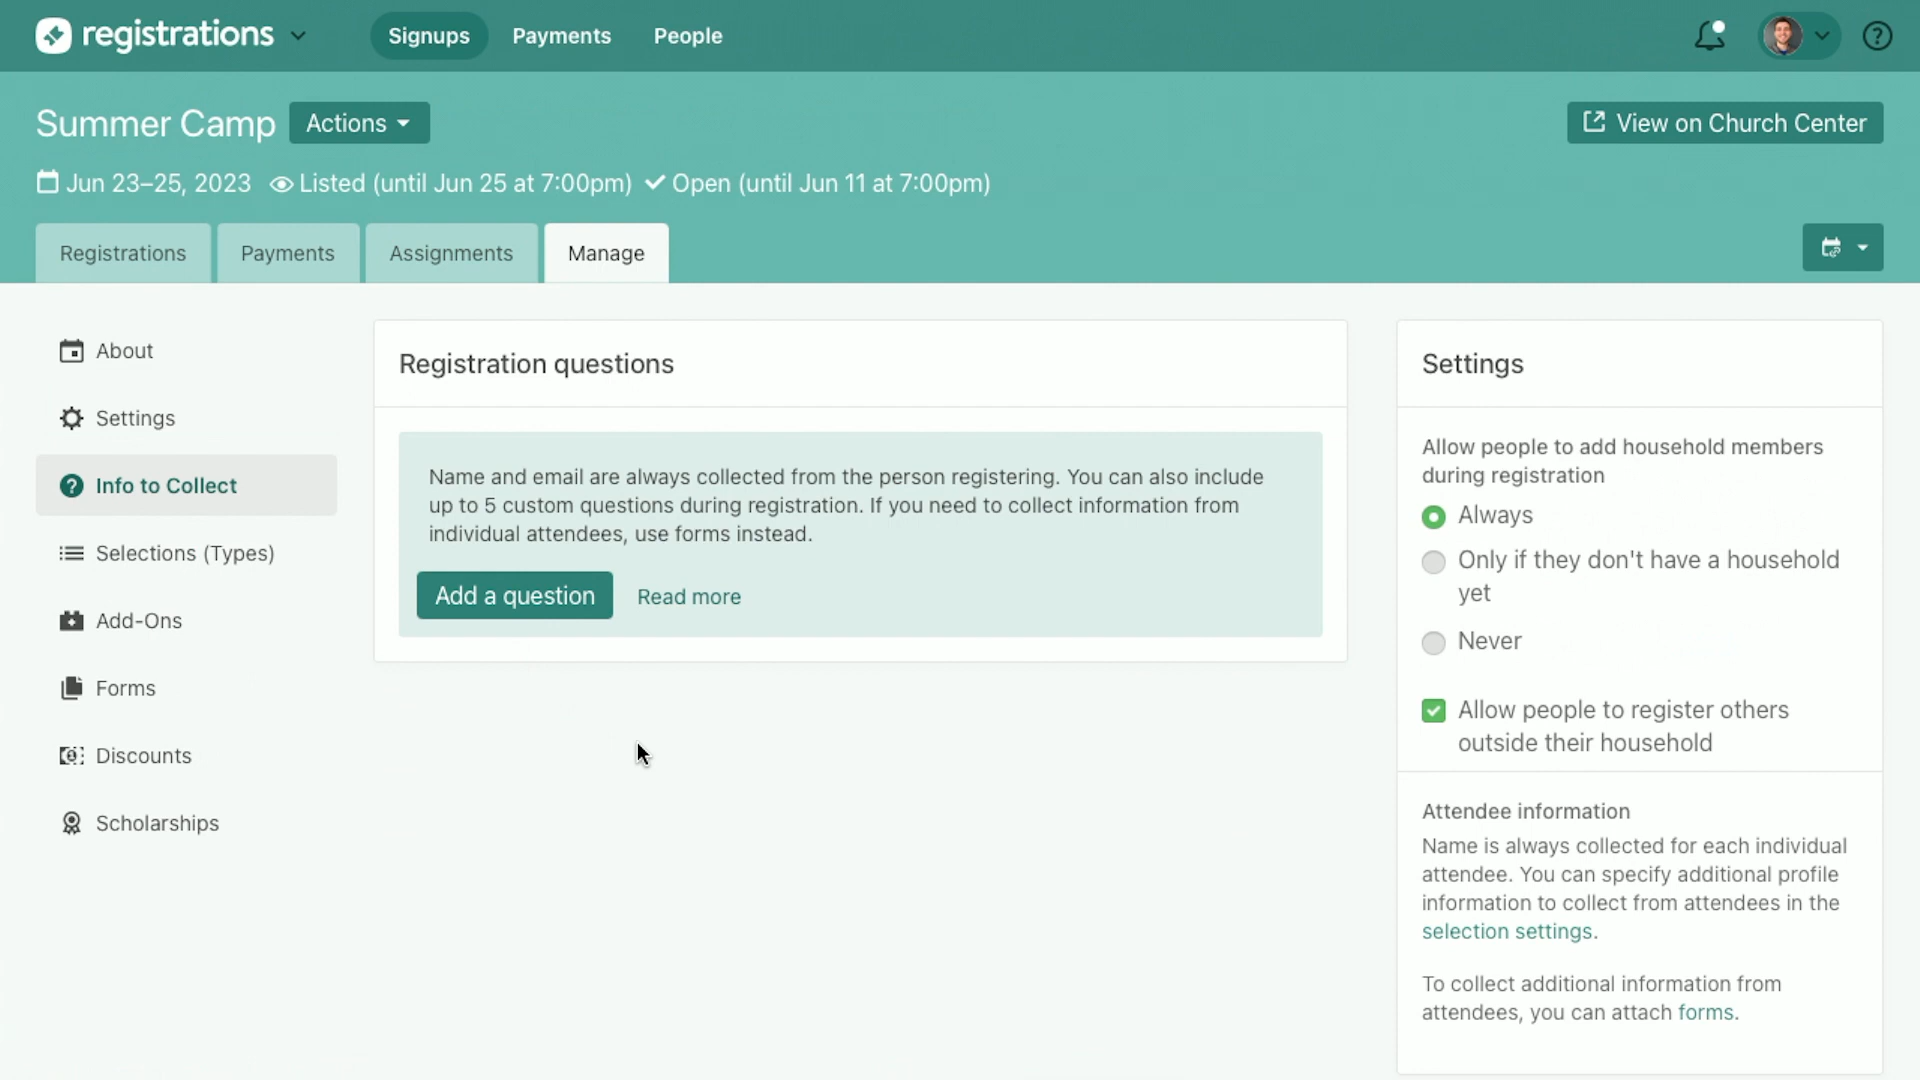 registrations
Signups
Payments
People
Summer Camp
Actions
View on Church Center
Jun 23–25, 2023
Listed (until Jun 25 at 7:00pm)
Open (until Jun 11 at 7:00pm)
Registrations
Payments
Assignments
Manage
About
Settings
Info to Collect
Selections (Types)
Add-Ons
Forms
Discounts
Scholarships
Registration questions
Name and email are always collected from the person registering. You can also include
up to 5 custom questions during registration. If you need to collect information from
individual attendees, use forms instead.
Add a question
Read more
Settings
Allow people to add household members
during registration
Always
Only if they don't have a household
yet
Never
Allow people to register others
outside their household
Attendee information
Name is always collected for each individual
attendee. You can specify additional profile
information to collect from attendees in the
selection settings.
To collect additional information from
attendees, you can attach forms.